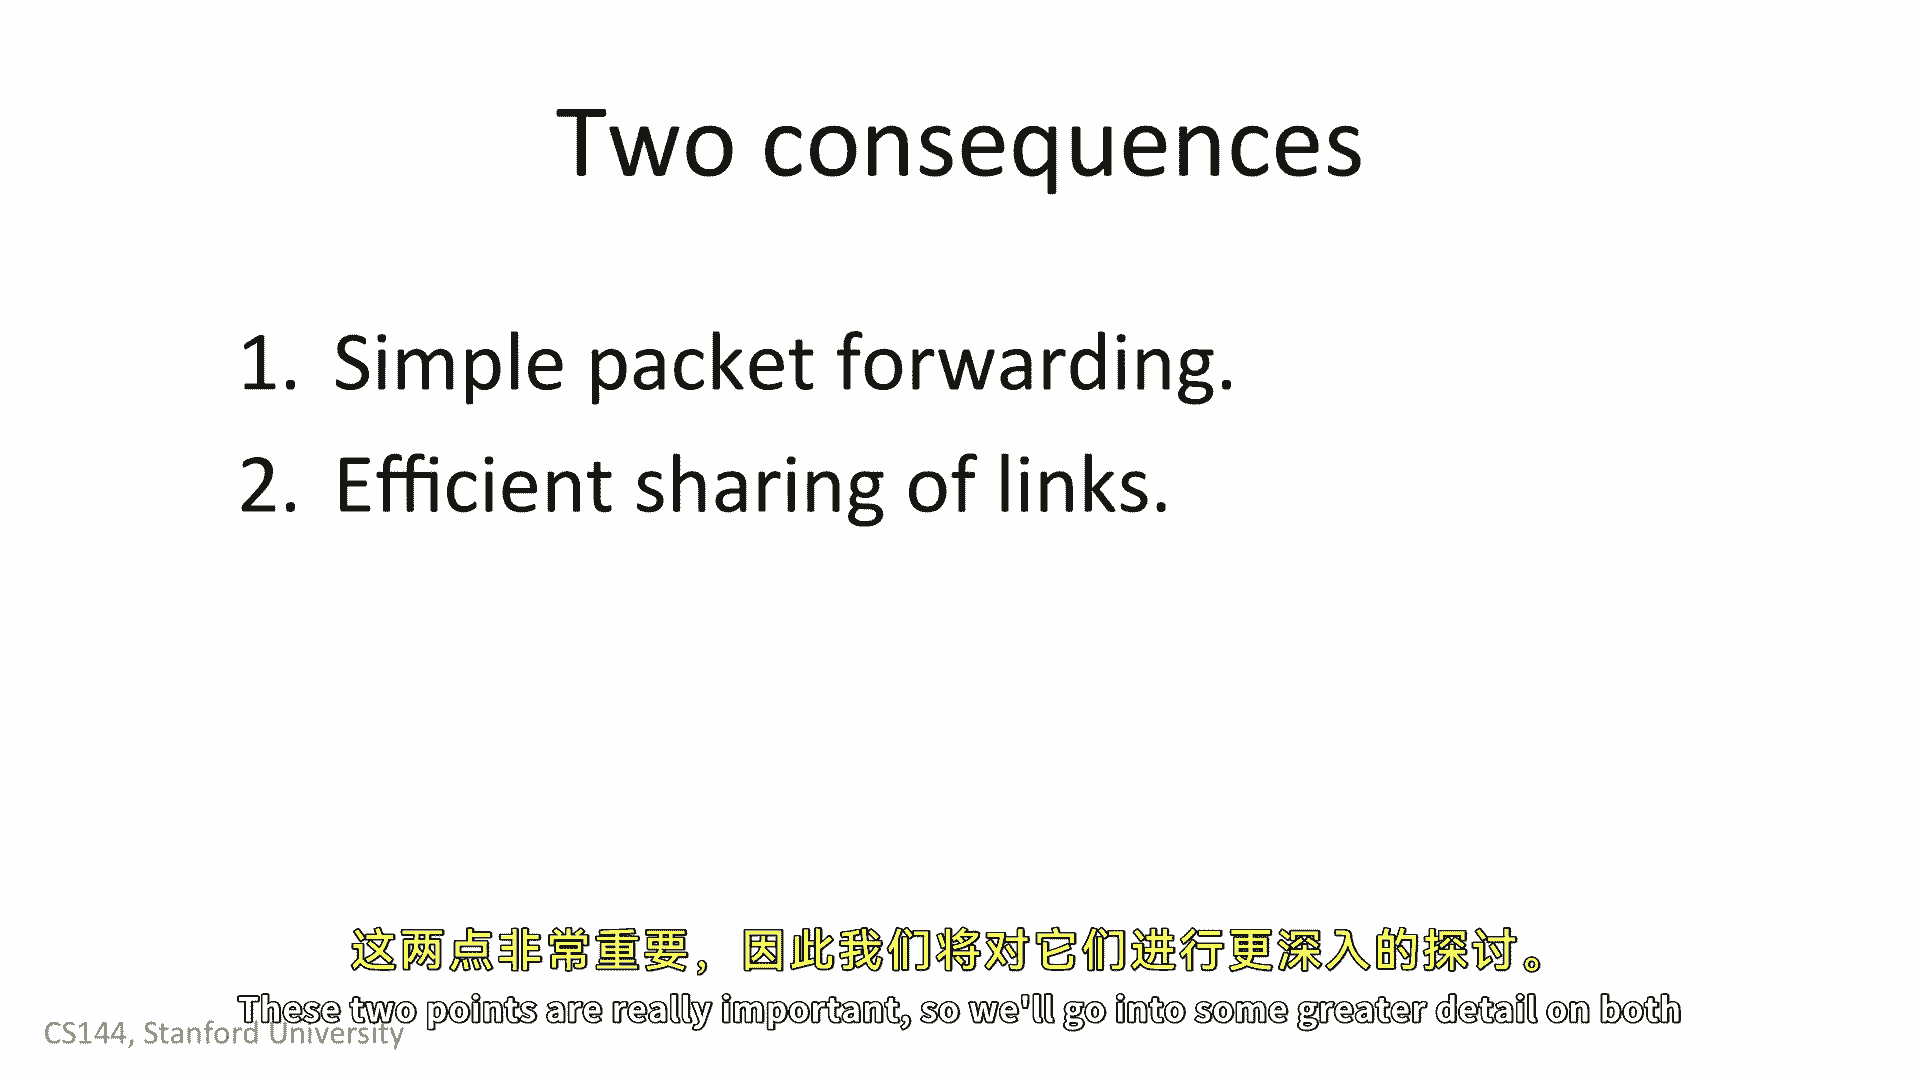 Two consequences
1. Simple packet forwarding.
2. Efficient sharing of links.
这两点非常重要，因此我们将对它们进行更深入的探讨。
These two points are really important, so we'll go into some greater detail on both
CS144, Stanford University